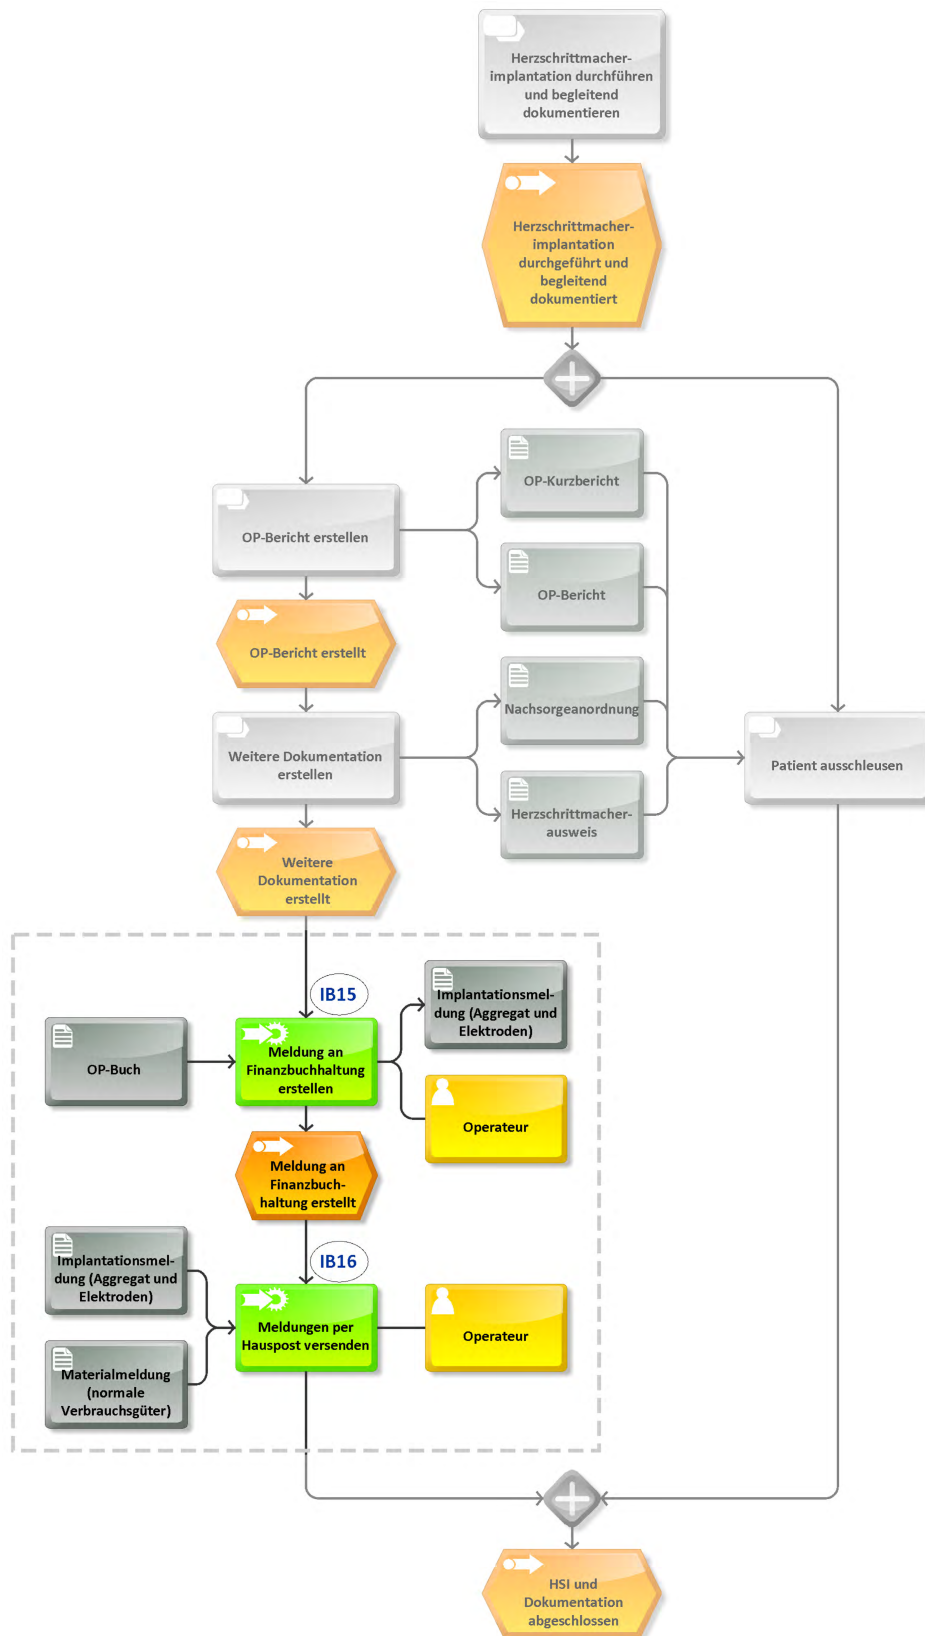 Herzschrittmacher-
implantation durchführen
und begleitend
dokumentieren
Herzschrittmacher-
implantation
durchgeführt und
begleitend
dokumentiert
OP-Kurzbericht
OP-Bericht erstellen
OP-Bericht
OP-Bericht erstellt
Nachsorgeanordnung
Weitere Dokumentation
erstellen
Patient ausschleusen
Herzschrittmacher-
ausweis
Weitere
Dokumentation
erstellt
IB15
Implantationsmel-
dung (Aggregat und
Elektroden)
OP-Buch
Meldung an
Finanzbuchhaltung
erstellen
Operateur
Meldung an
Finanzbuch-
haltung erstellt
IB16
Implantationsmel-
dung (Aggregat und
Elektroden)
Meldungen per
Hauspost versenden
Operateur
Materialmeldung
(normale
Verbrauchsgüter)
HSI und
Dokumentation
abgeschlossen